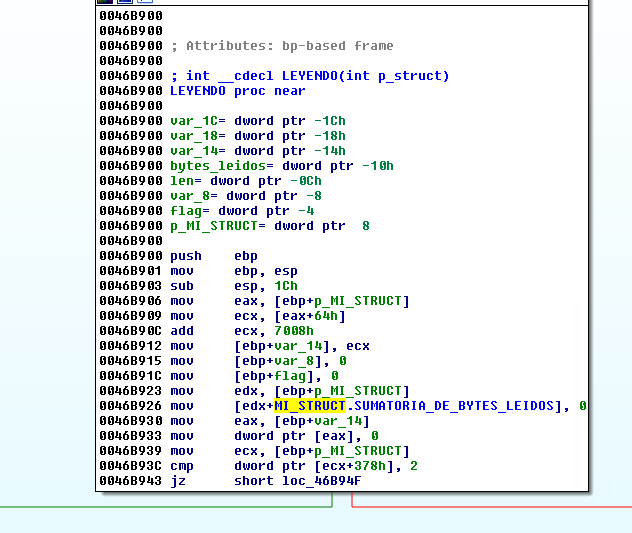 0046B900
0046B900
0046B900 ; Attributes: bp-based frame
0046B900
0046B900 ; int __cdecl LEYENDO(int p_struct)
0046B900 LEYENDO proc near
0046B900
0046B900 var_1C= dword ptr -1Ch
0046B900 var_18= dword ptr -18h
0046B900 var_14= dword ptr -14h
0046B900 bytes_leidos= dword ptr -10h
0046B900 len= dword ptr -0Ch
0046B900 var_8= dword ptr -8
0046B900 flag= dword ptr -4
0046B900 p_MI_STRUCT= dword ptr  8
0046B900
0046B900 push    ebp
0046B901 mov     ebp, esp
0046B903 sub     esp, 1Ch
0046B906 mov     eax, [ebp+p_MI_STRUCT]
0046B909 mov     ecx, [eax+64h]
0046B90C add     ecx, 7008h
0046B912 mov     [ebp+var_14], ecx
0046B915 mov     [ebp+var_8], 0
0046B91C mov     [ebp+flag], 0
0046B923 mov     edx, [ebp+p_MI_STRUCT]
0046B926 mov     [edx+MI_STRUCT.SUMATORIA_DE_BYTES_LEIDOS], 0
0046B930 mov     eax, [ebp+var_14]
0046B933 mov     dword ptr [eax], 0
0046B939 mov     ecx, [ebp+p_MI_STRUCT]
0046B93C cmp     dword ptr [ecx+378h], 2
0046B943 jz      short loc_46B94F